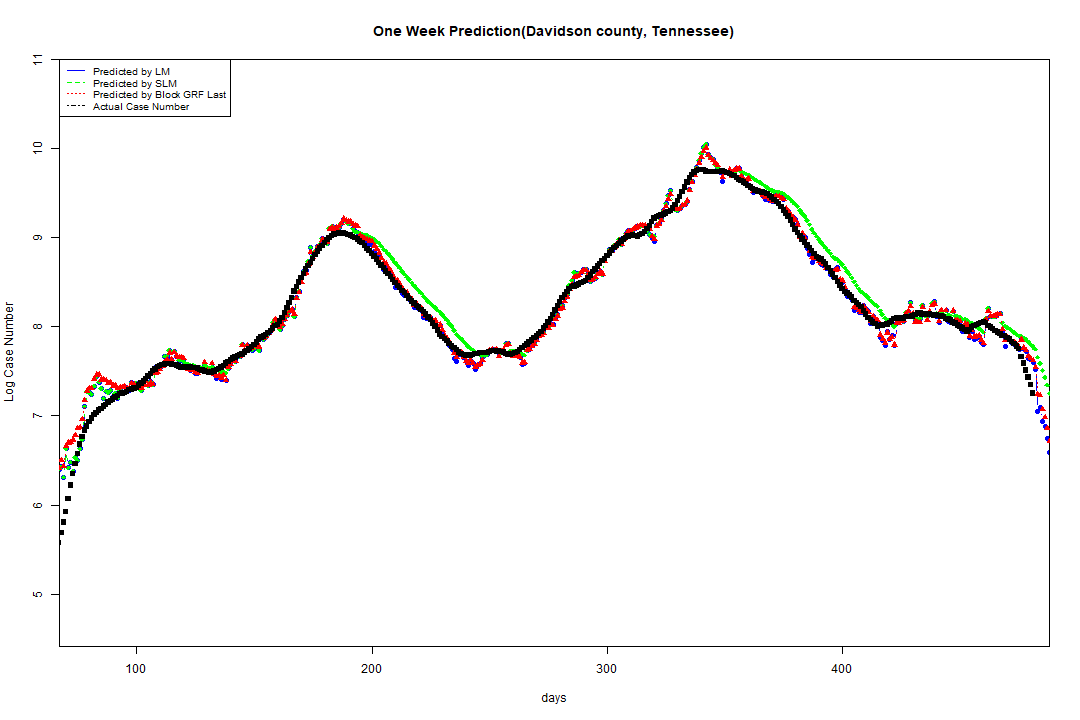 One Week Prediction(Davidson county, Tennessee)
Predicted by LM
Predicted by SLM
Predicted by Block GRF Last
Actual Case Number
11
10
9
8
7
6
5
Log Case Number
100 200 300 400
days